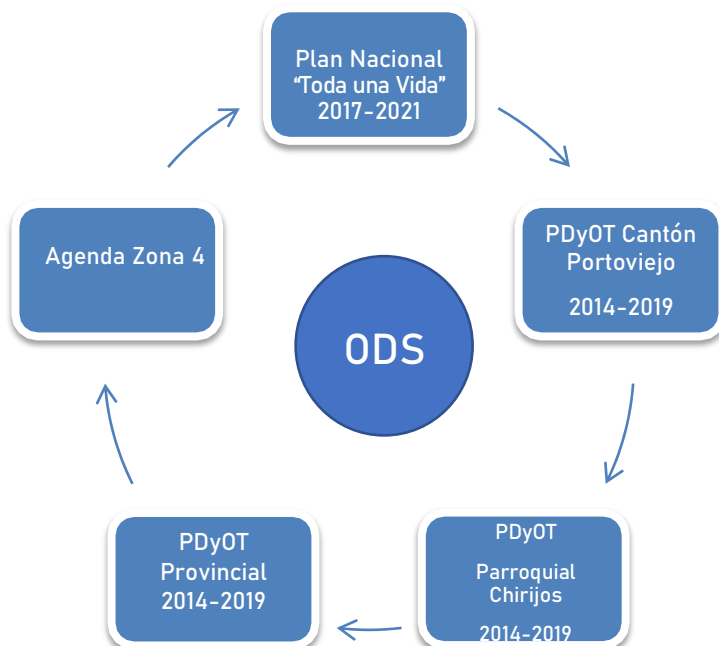 Plan Nacional
"Toda una Vida"
2017-2021
PDyOT Cantón
Portoviejo
2014-2019
PDyOT
Parroquial
Chirijos
2014-2019
PDyOT
Provincial
2014-2019
Agenda Zona 4
ODS